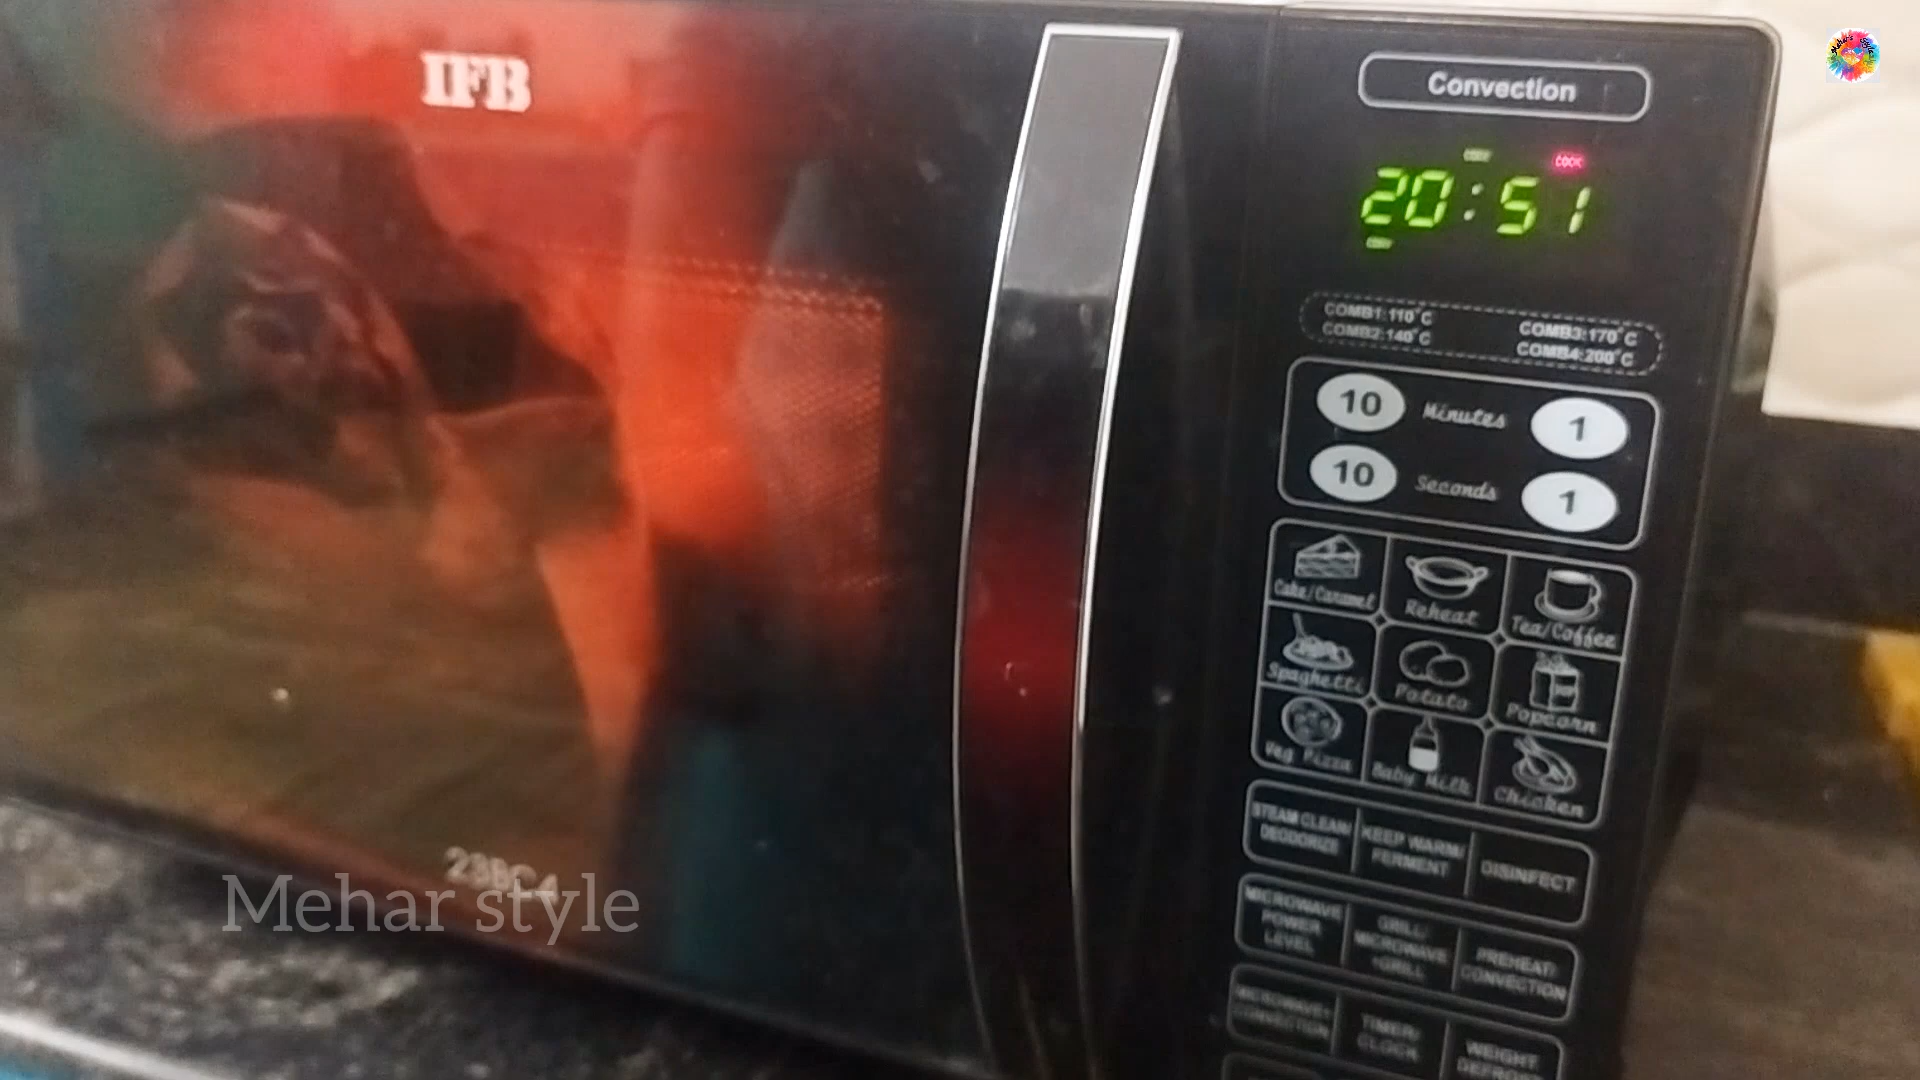 IFB
Convection
COOK
20:51
COMB1:110°C
COMB2:140°C
COMB3:170°C
COMB4:200°C
10 Minutes 1
10 Seconds 1
Cake/Caramel
Reheat
Tea/Coffee
Spaghetti
Potato
Popcorn
Veg Pizza
Baby Milk
Chicken
STEAM CLEAN/
DEODORIZE
KEEP WARM/
FERMENT
DISINFECT
MICROWAVE
POWER
LEVEL
GRILL/
MICROWAVE
+GRILL
PREHEAT/
CONVECTION
MICROWAVE+
CONVECTION
TIMER/
CLOCK
WEIGHT
DEFROST
23BC4
Mehar style